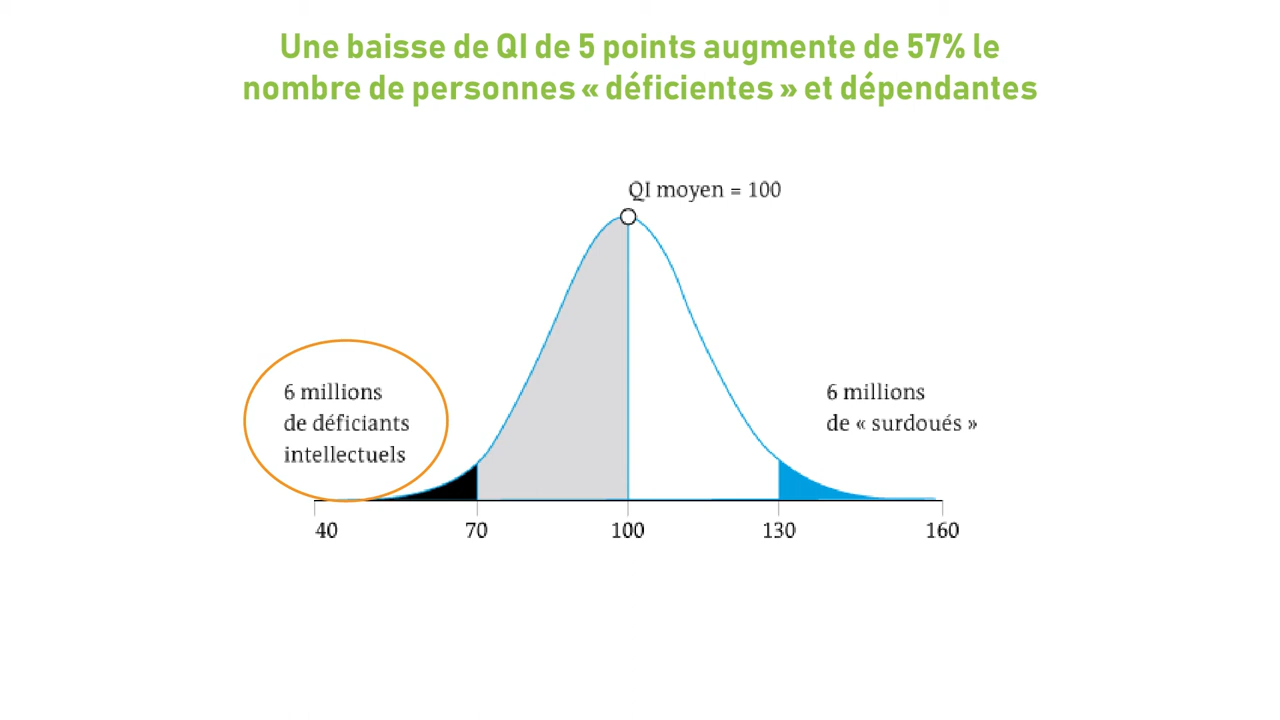 Une baisse de QI de 5 points augmente de 57% le
nombre de personnes « déficientes » et dépendantes
QI moyen = 100
6 millions
de déficiants
intellectuels
6 millions
de « surdoués »
40 70 100 130 160